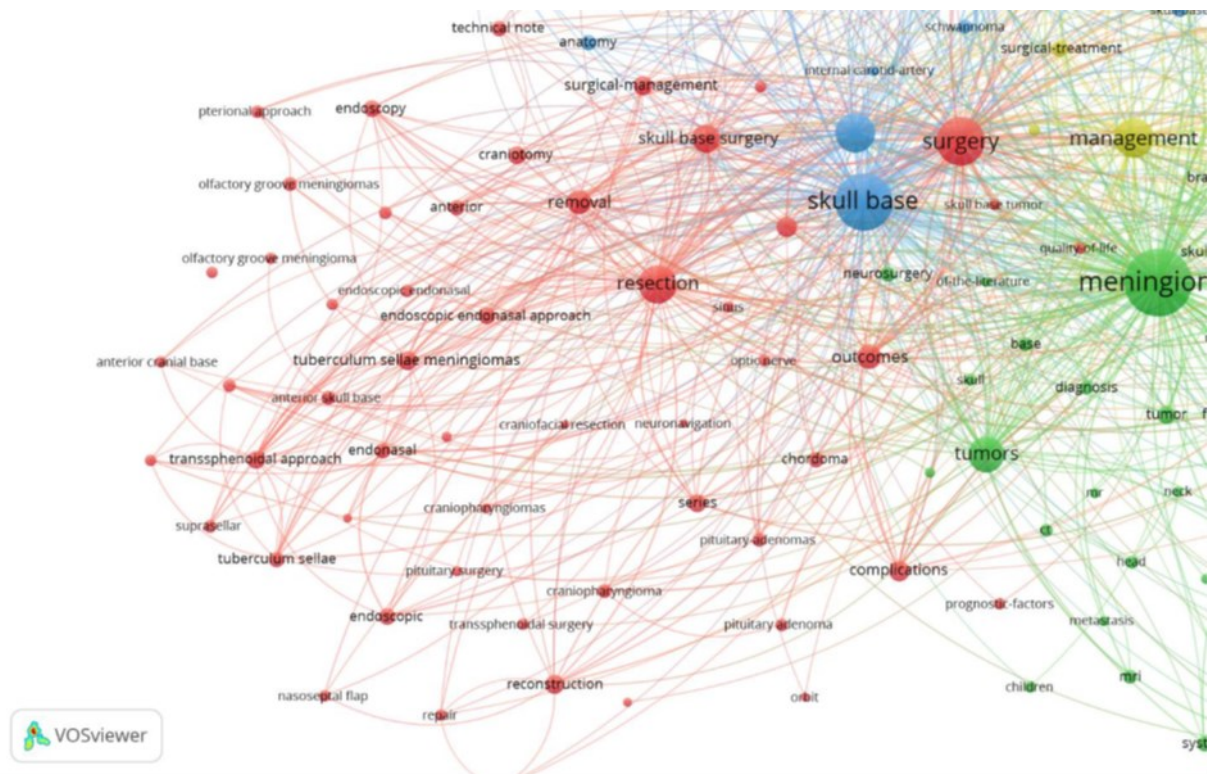 technical note
anatomy
schwannoma
surgical-treatment
internal carotid-artery
surgical-management
pterional approach
endoscopy
skull base surgery
surgery
management
craniotomy
olfactory groove meningiomas
anterior
removal
skull base
skull base tumor
olfactory groove meningioma
quality-of-life
neurosurgery
of-the-literature
resection
meningion
endoscopic endonasal
sinus
endoscopic endonasal approach
base
anterior cranial base
tuberculum sellae meningiomas
optic nerve
outcomes
skull
diagnosis
anterior skull base
tumor
craniofacial resection
neuronavigation
transsphenoidal approach
endonasal
chordoma
tumors
mr
neck
craniopharyngiomas
series
suprasellar
ct
pituitary-adenomas
tuberculum sellae
pituitary surgery
complications
head
craniopharyngioma
prognostic-factors
endoscopic
transsphenoidal surgery
pituitary adenoma
metastasis
reconstruction
mri
nasoseptal flap
orbit
children
repair
VOSviewer
syst